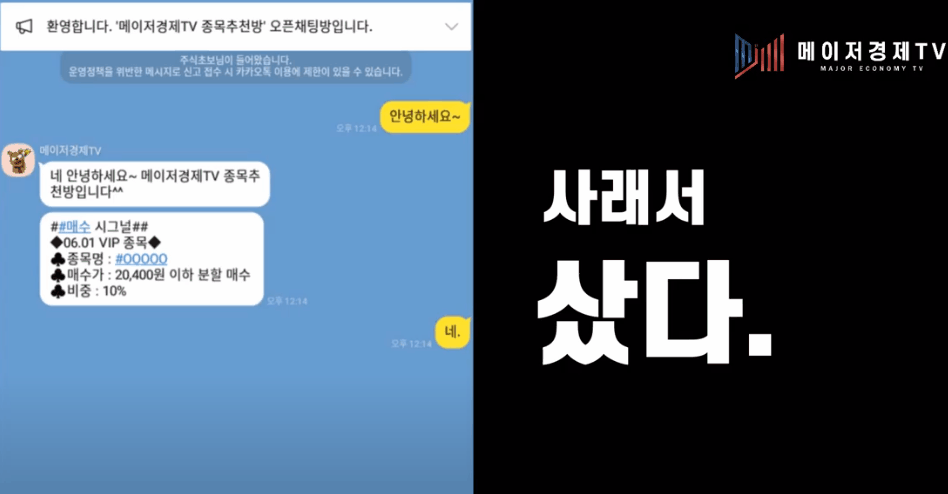 환영합니다. '메이저경제TV 종목추천방' 오픈채팅방입니다.
주식초보님이 들어왔습니다.
운영정책을 위반한 메시지로 신고 접수 시 카카오톡 이용에 제한이 있을 수 있습니다.
안녕하세요~
오후 12:14
메이저경제TV
네 안녕하세요~ 메이저경제TV 종목추
천방입니다^^
##매수 시그널##
◆06.01 VIP 종목◆
♣종목명 : #OOOOO
♣매수가 : 20,400원 이하 분할 매수
♣비중 : 10%
오후 12:14
네.
오후 12:14
메이저경제TV
MAJOR ECONOMY TV
사래서
샀다.